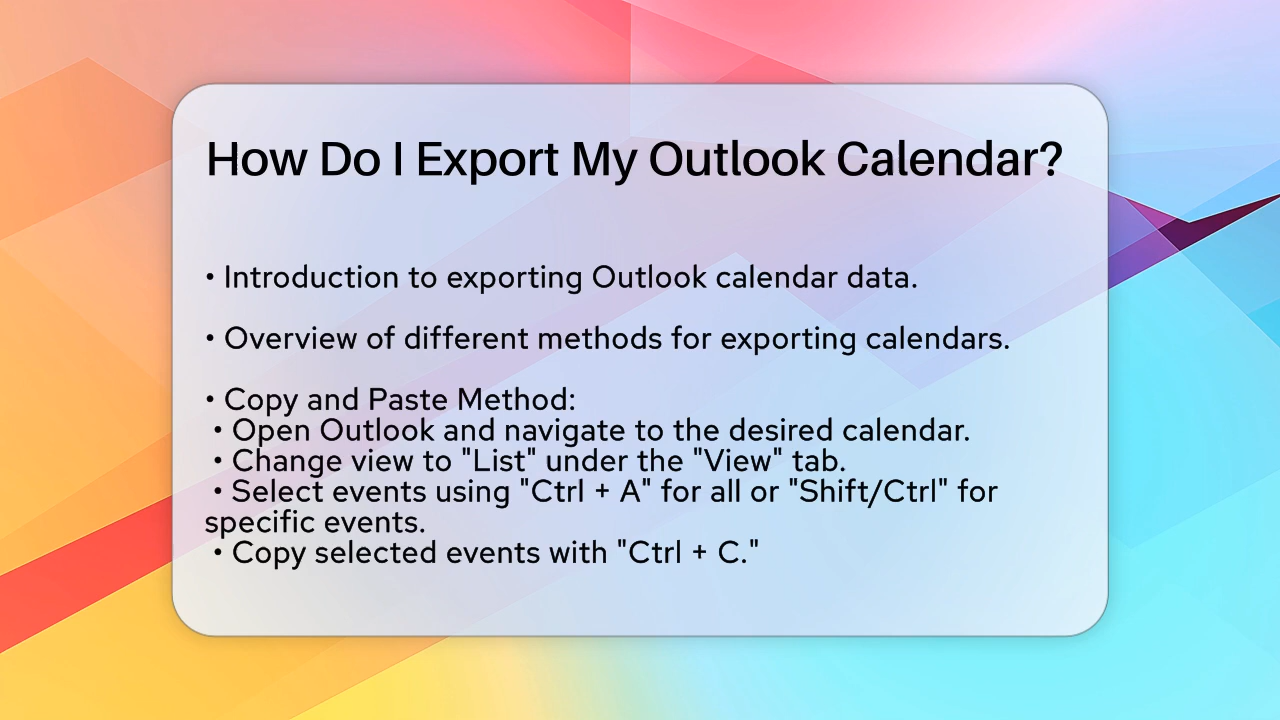 How Do I Export My Outlook Calendar?
• Introduction to exporting Outlook calendar data.
• Overview of different methods for exporting calendars.
• Copy and Paste Method:
• Open Outlook and navigate to the desired calendar.
• Change view to "List" under the "View" tab.
• Select events using "Ctrl + A" for all or "Shift/Ctrl" for
specific events.
• Copy selected events with "Ctrl + C."